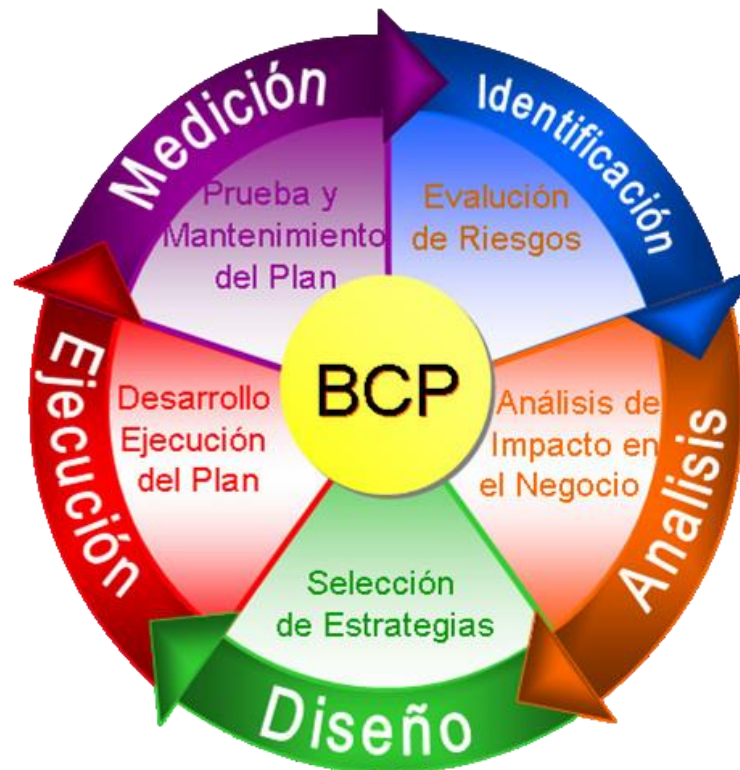 Medición
Identificación
Prueba y
Mantenimiento
del Plan
Evalución
de Riesgos
BCP
Ejecución
Desarrollo
Ejecución
del Plan
Análisis de
Impacto en
el Negocio
Analisis
Selección
de Estrategias
Diseño